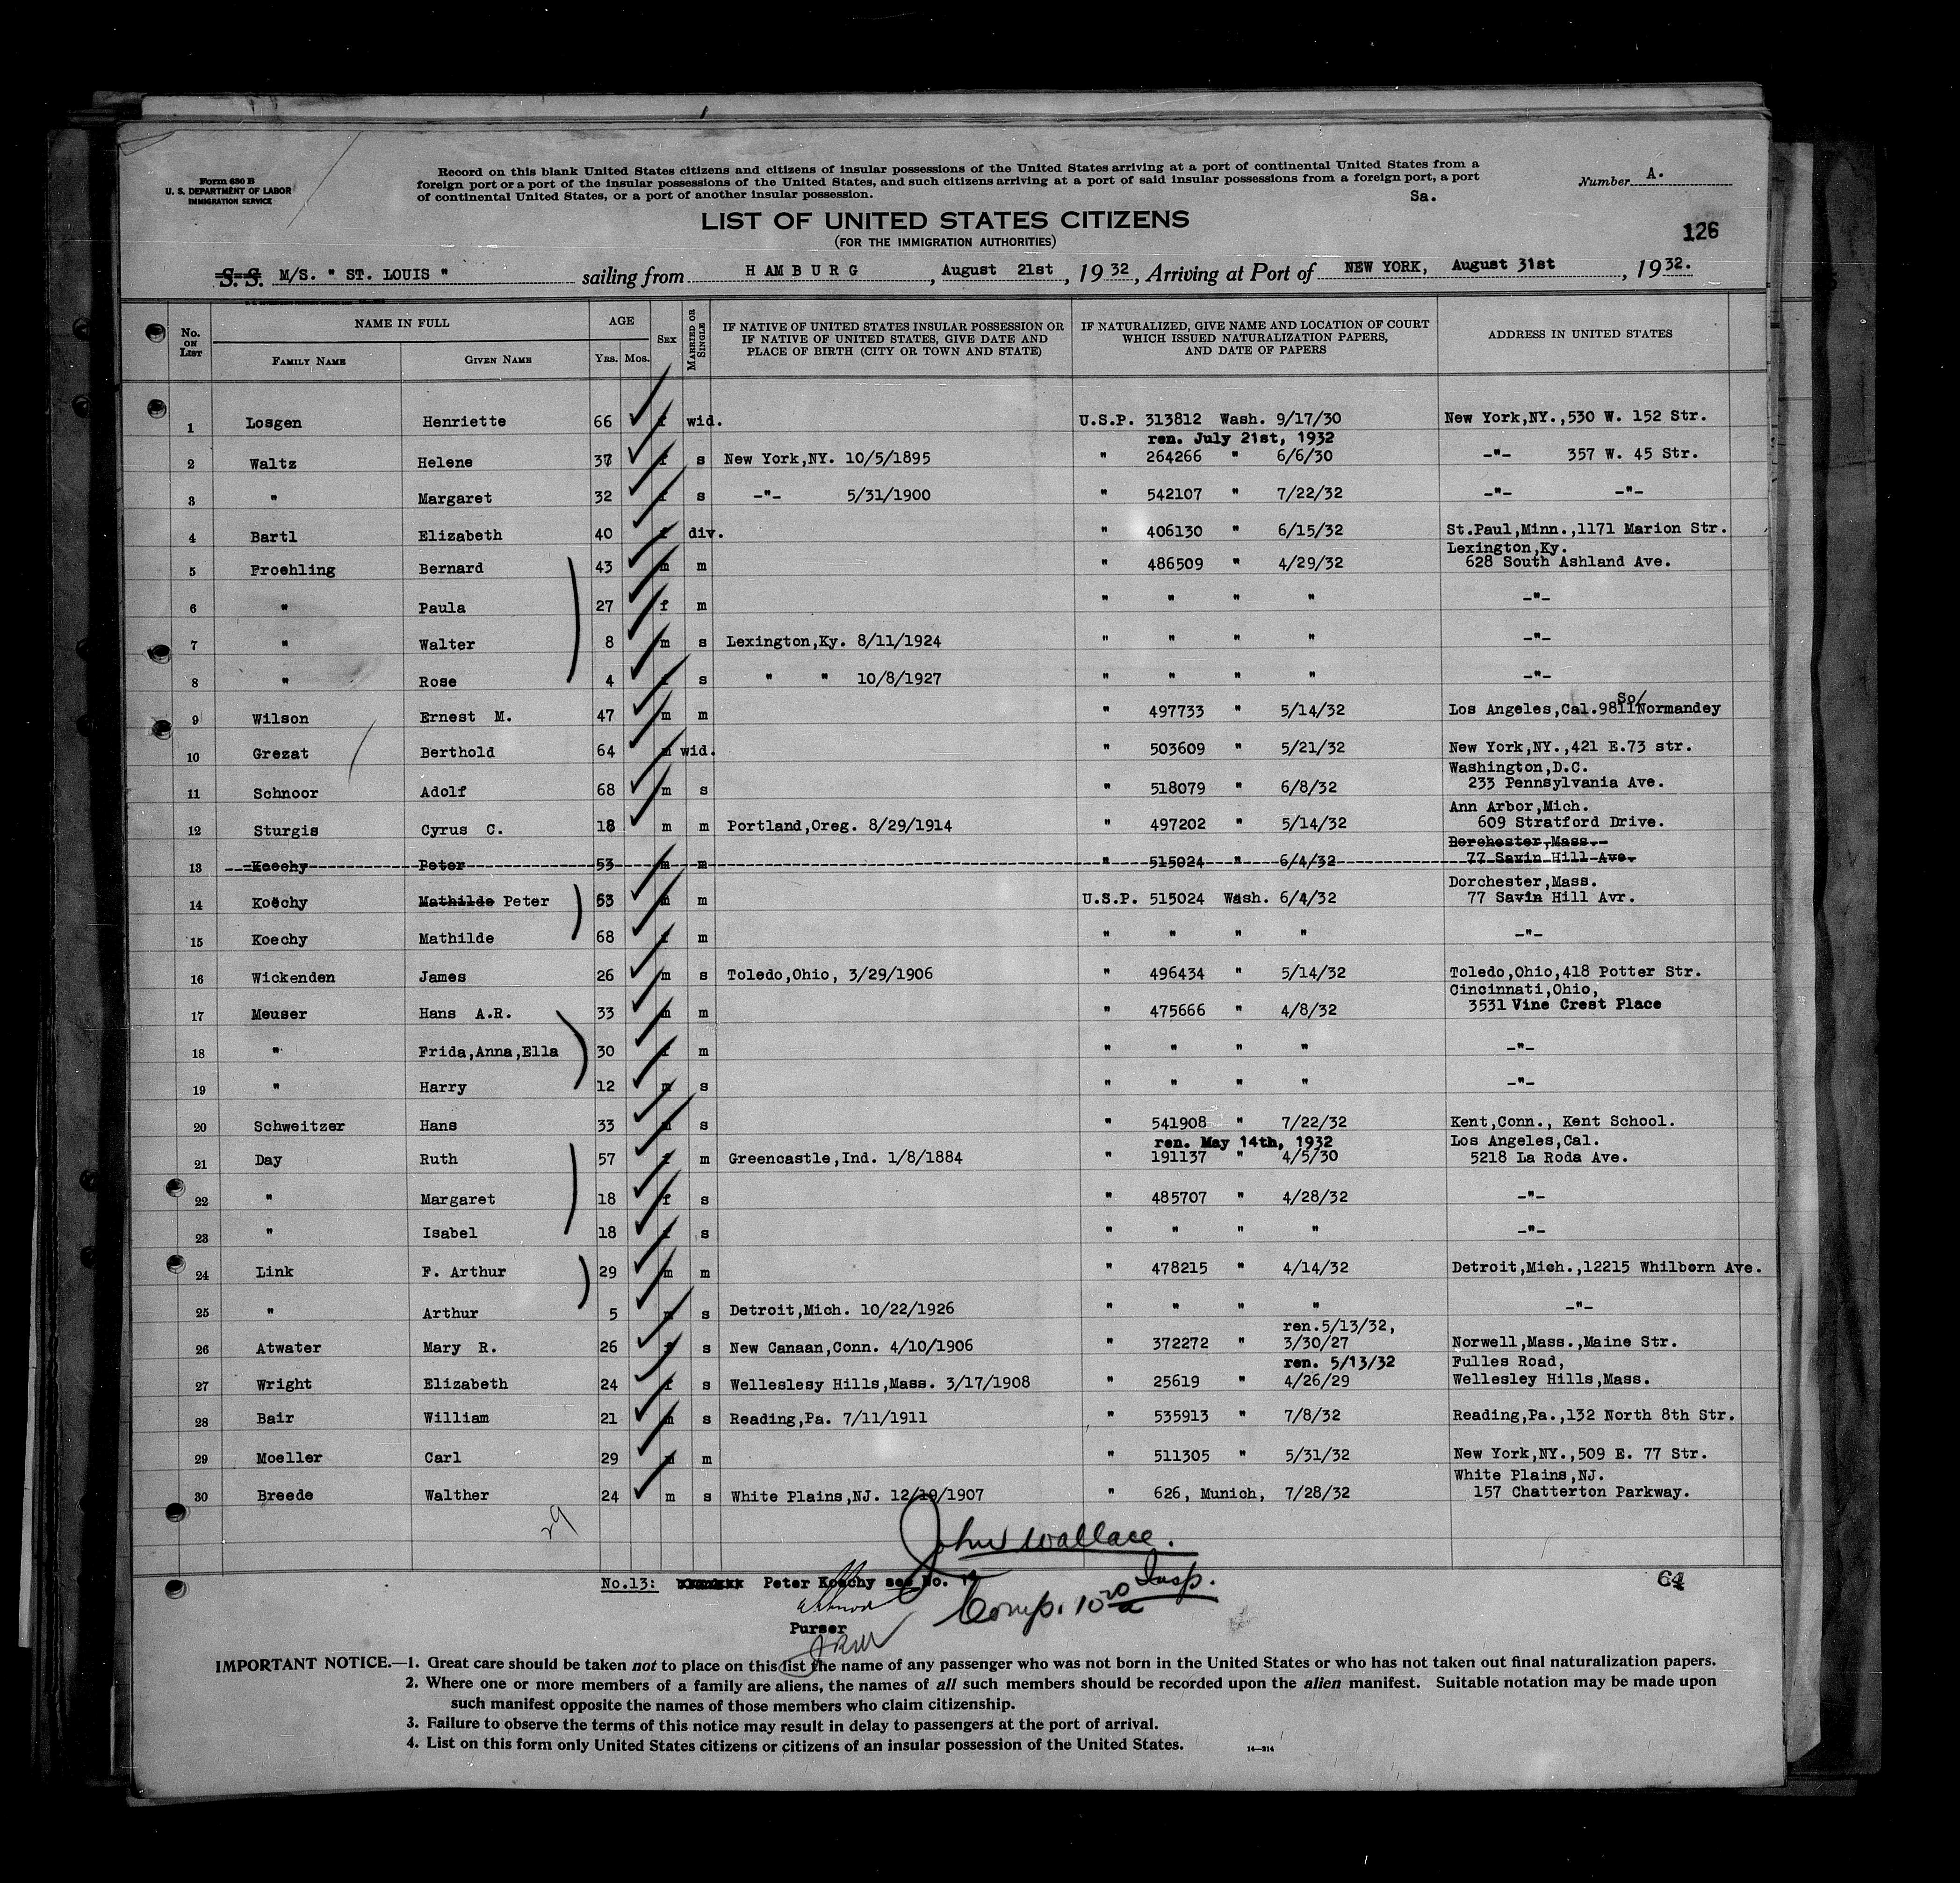 Form 630 B
U. S. DEPARTMENT OF LABOR
IMMIGRATION SERVICE
Record on this blank United States citizens and citizens of insular possessions of the United States arriving at a port of continental United States from a
foreign port or a port of the insular possessions of the United States, and such citizens arriving at a port of said insular possessions from a foreign port, a port
of continental United States, or a port of another insular possession.
Sa.
Number A.
LIST OF UNITED STATES CITIZENS
(FOR THE IMMIGRATION AUTHORITIES)
126
S. S. M/S. " ST. LOUIS " sailing from H AM B U R G, August 21st, 19 32, Arriving at Port of NEW YORK, August 31st, 19 32.
No. ON LIST NAME IN FULL FAMILY NAME GIVEN NAME AGE YRS. MOS. SEX MARRIED OR SINGLE IF NATIVE OF UNITED STATES INSULAR POSSESSION OR IF NATIVE OF UNITED STATES, GIVE DATE AND PLACE OF BIRTH (CITY OR TOWN AND STATE) IF NATURALIZED, GIVE NAME AND LOCATION OF COURT WHICH ISSUED NATURALIZATION PAPERS, AND DATE OF PAPERS ADDRESS IN UNITED STATES
1 Losgen Henriette 66 f wid. U.S.P. 313812 Wash. 9/17/30 New York,NY.,530 W. 152 Str.
ren. July 21st, 1932
2 Waltz Helene 37 f s New York,NY. 10/5/1895 " 264266 " 6/6/30 -"- 357 W. 45 Str.
3 " Margaret 32 f s -"- 5/31/1900 " 542107 " 7/22/32 -"- -"-
4 Bartl Elizabeth 40 f div. " 406130 " 6/15/32 St.Paul,Minn.,1171 Marion Str.
Lexington,Ky.
5 Froehling Bernard 43 m m " 486509 " 4/29/32 628 South Ashland Ave.
6 " Paula 27 f m " " " " -"-
7 " Walter 8 m s Lexington,Ky. 8/11/1924 " " " " -"-
8 " Rose 4 f s " " 10/8/1927 " " " " -"-
So/
9 Wilson Ernest M. 47 m m " 497733 " 5/14/32 Los Angeles,Cal.9811Normandey
10 Grezat Berthold 64 m wid. " 503609 " 5/21/32 New York,NY.,421 E.73 str.
Washington,D.C.
11 Schnoor Adolf 68 m s " 518079 " 6/8/32 233 Pennsylvania Ave.
Ann Arbor,Mich.
12 Sturgis Cyrus C. 18 m m Portland,Oreg. 8/29/1914 " 497202 " 5/14/32 609 Stratford Drive.
Dorchester,Mass.
13 Koechy Peter 53 m m " 515024 " 6/4/32 77 Savin Hill Ave.
Dorchester,Mass.
14 Koechy Mathilde Peter 53 m m U.S.P. 515024 Wash. 6/4/32 77 Savin Hill Avr.
15 Koechy Mathilde 68 f m " " " " -"-
16 Wickenden James 26 m s Toledo,Ohio, 3/29/1906 " 496434 " 5/14/32 Toledo,Ohio,418 Potter Str.
Cincinnati,Ohio,
17 Meuser Hans A.R. 33 m m " 475666 " 4/8/32 3531 Vine Crest Place
18 " Frida,Anna,Ella 30 f m " " " " -"-
19 " Harry 12 m s " " " " -"-
20 Schweitzer Hans 33 m s " 541908 " 7/22/32 Kent,Conn., Kent School.
ren. May 14th, 1932 Los Angeles,Cal.
21 Day Ruth 57 f m Greencastle,Ind. 1/8/1884 " 191137 " 4/5/30 5218 La Roda Ave.
22 " Margaret 18 f s " 485707 " 4/28/32 -"-
23 " Isabel 18 f s " " " " -"-
24 Link F. Arthur 29 m m " 478215 " 4/14/32 Detroit,Mich.,12215 Whilborn Ave.
25 " Arthur 5 m s Detroit,Mich. 10/22/1926 " " " " -"-
ren.5/13/32,
26 Atwater Mary R. 26 f s New Canaan,Conn. 4/10/1906 " 372272 " 3/30/27 Norwell,Mass.,Maine Str.
ren. 5/13/32 Fulles Road,
27 Wright Elizabeth 24 f s Welleslesy Hills,Mass. 3/17/1908 " 25619 " 4/26/29 Wellesley Hills,Mass.
28 Bair William 21 m s Reading,Pa. 7/11/1911 " 535913 " 7/8/32 Reading,Pa.,132 North 8th Str.
29 Moeller Carl 29 m m " 511305 " 5/31/32 New York,NY.,509 E. 77 Str.
White Plains,NJ.
30 Breede Walther 24 m s White Plains,NJ. 12/19/1907 " 626, Munich, 7/28/32 157 Chatterton Parkway.
29
John Wallace.
No.13: Peter Koechy see No. 14
Insp.
64
Comp. 10
Purser
IMPORTANT NOTICE.—1. Great care should be taken not to place on this list the name of any passenger who was not born in the United States or who has not taken out final naturalization papers.
2. Where one or more members of a family are aliens, the names of all such members should be recorded upon the alien manifest. Suitable notation may be made upon
such manifest opposite the names of those members who claim citizenship.
3. Failure to observe the terms of this notice may result in delay to passengers at the port of arrival.
4. List on this form only United States citizens or citizens of an insular possession of the United States.
14—314